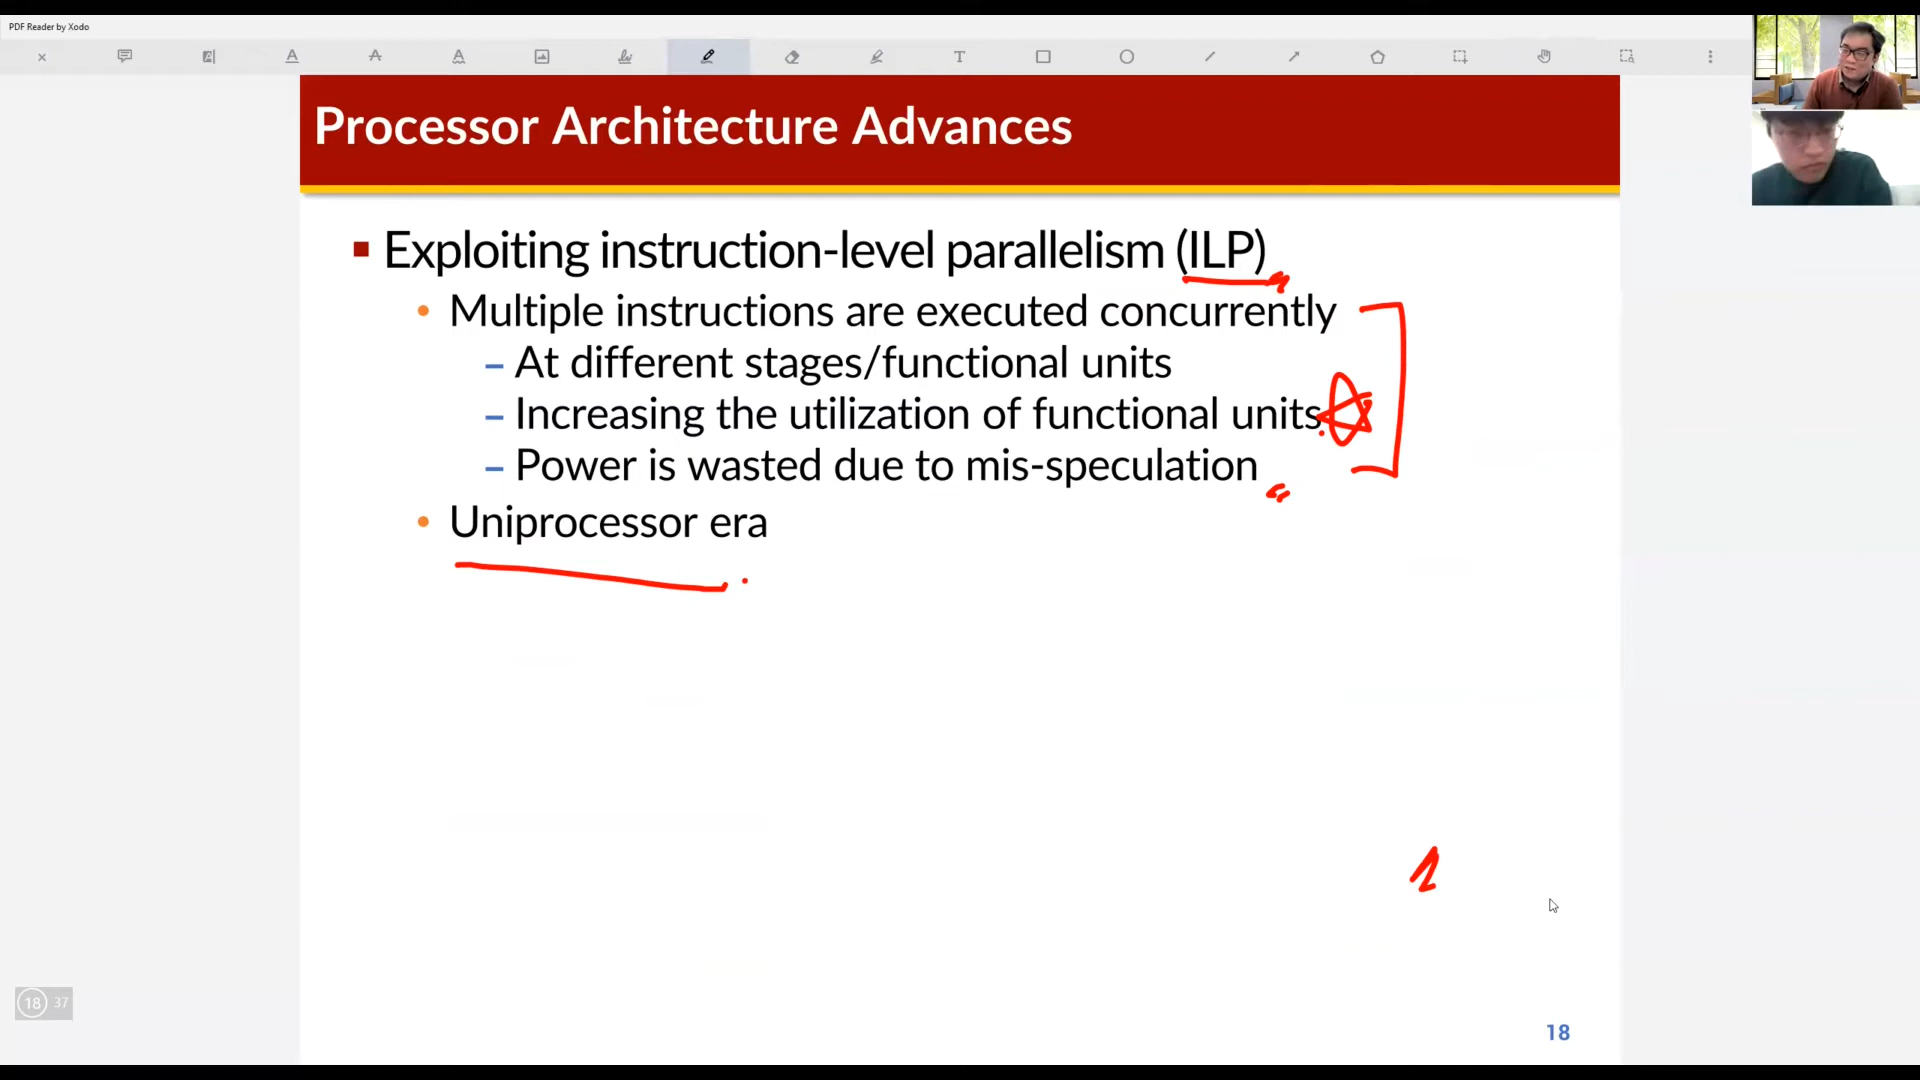 PDF Reader by Xodo
Processor Architecture Advances
▪ Exploiting instruction-level parallelism (ILP)
• Multiple instructions are executed concurrently
– At different stages/functional units
– Increasing the utilization of functional units
– Power is wasted due to mis-speculation
• Uniprocessor era
18 37
18